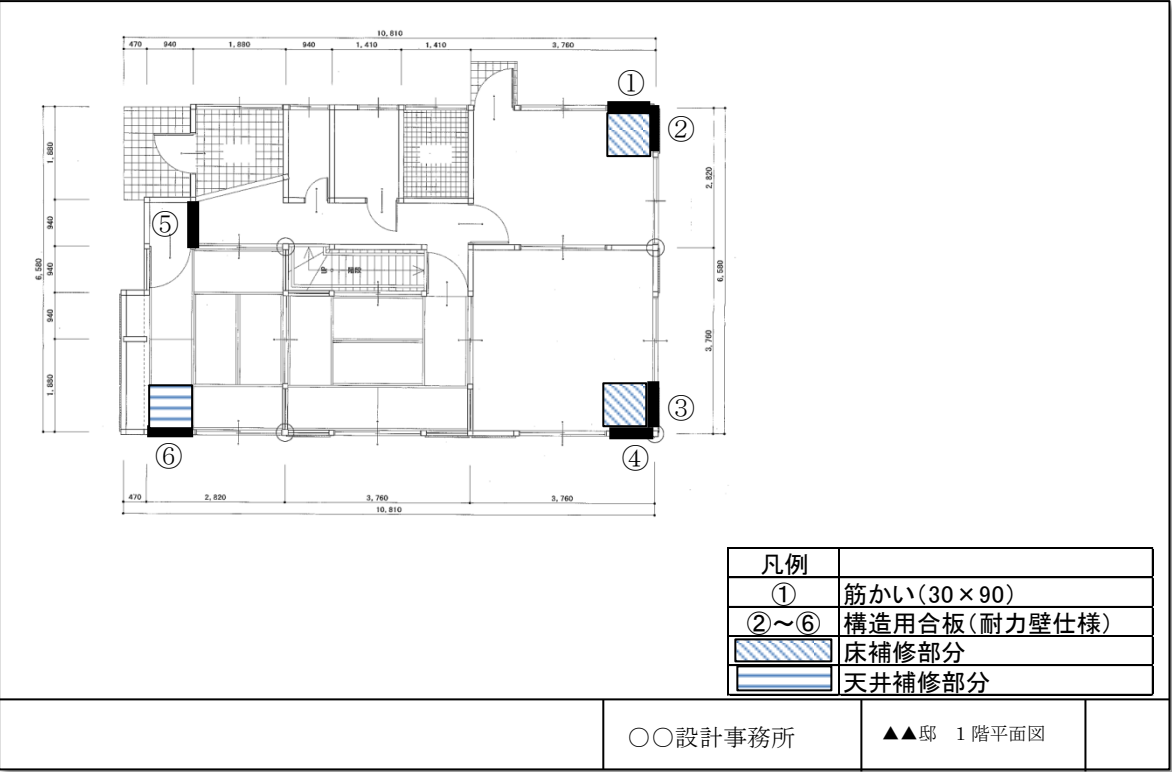 10,810
470 940 1,880 940 1,410 1,410 3,760
①
②
1,880
940
940
940
1,880
6,580
2,820
3,760
6,580
⑤
UP 階段
③
⑥
④
470 2,820 3,760 3,760
10,810
凡例
① 筋かい(30×90)
②~⑥ 構造用合板(耐力壁仕様)
床補修部分
天井補修部分
○○設計事務所
▲▲邸 1階平面図